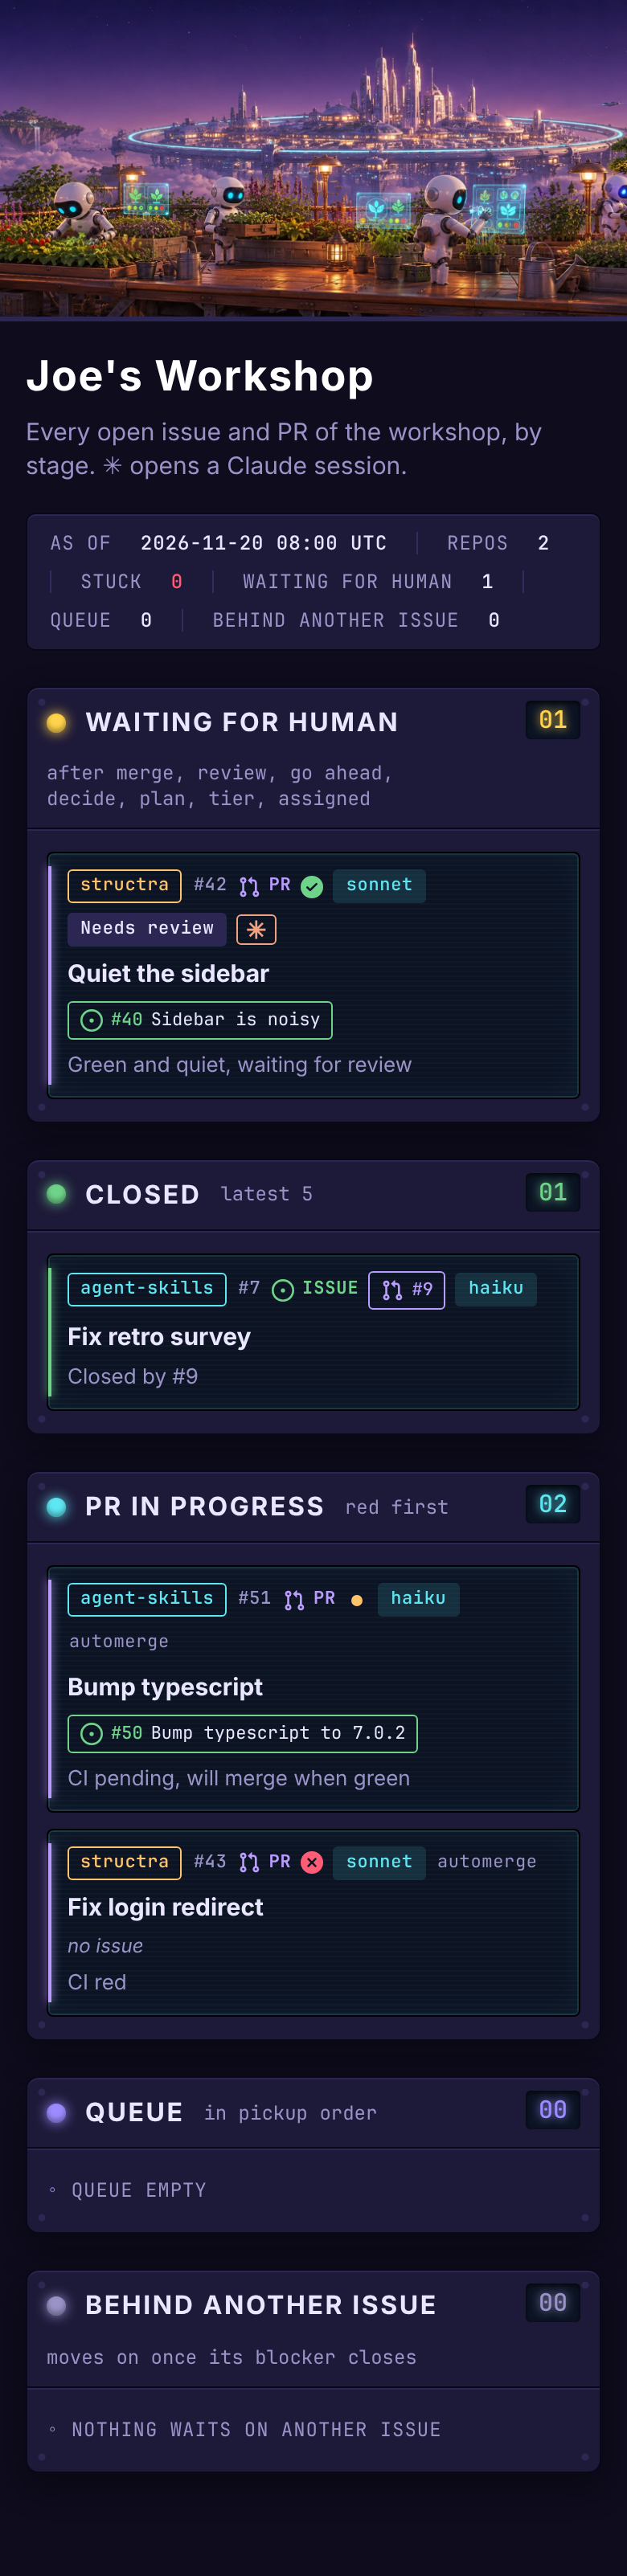 Joe's Workshop
Every open issue and PR of the workshop, by
stage. ✳ opens a Claude session.
AS OF 2026-11-20 08:00 UTC REPOS 2
STUCK 0 WAITING FOR HUMAN 1
QUEUE 0 BEHIND ANOTHER ISSUE 0
WAITING FOR HUMAN 01
after merge, review, go ahead,
decide, plan, tier, assigned
structra #42 PR sonnet
Needs review
Quiet the sidebar
#40 Sidebar is noisy
Green and quiet, waiting for review
CLOSED latest 5 01
agent-skills #7 ISSUE #9 haiku
Fix retro survey
Closed by #9
PR IN PROGRESS red first 02
agent-skills #51 PR haiku
automerge
Bump typescript
#50 Bump typescript to 7.0.2
CI pending, will merge when green
structra #43 PR sonnet automerge
Fix login redirect
no issue
CI red
QUEUE in pickup order 00
QUEUE EMPTY
BEHIND ANOTHER ISSUE 00
moves on once its blocker closes
NOTHING WAITS ON ANOTHER ISSUE